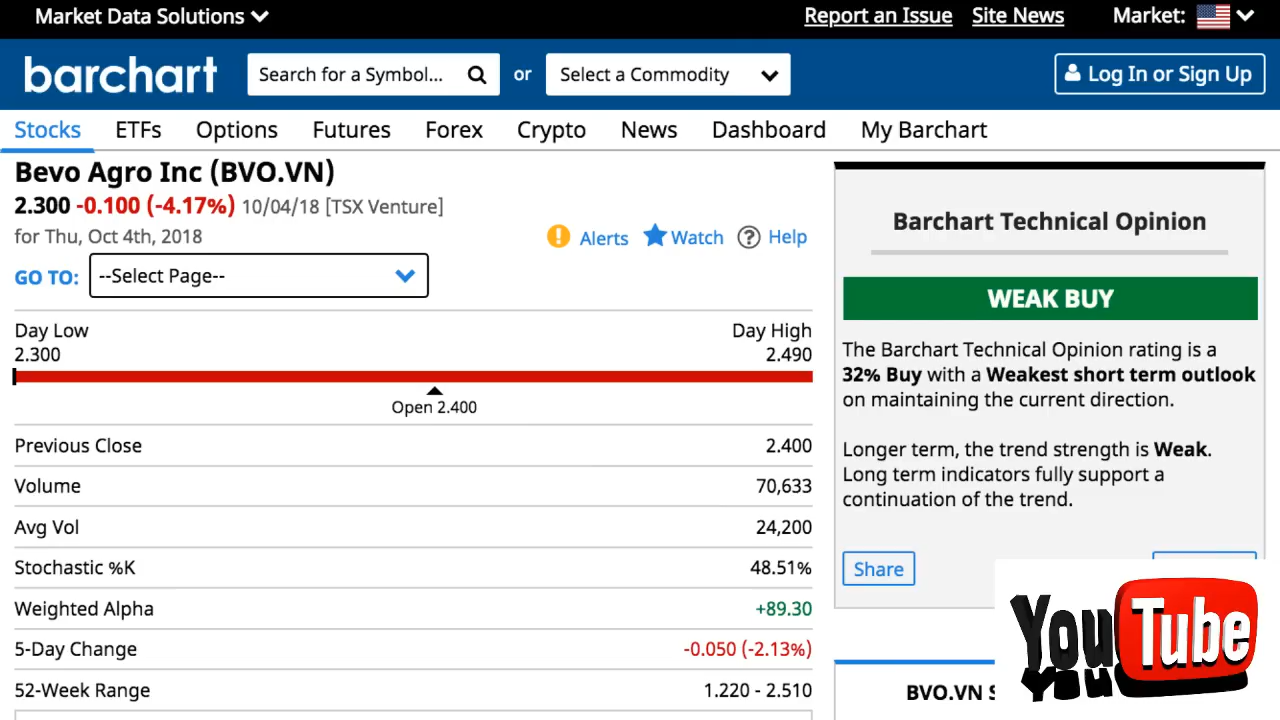 Market Data Solutions
Report an Issue
Site News
Market:
barchart
Search for a Symbol...
or
Select a Commodity
Log In or Sign Up
Stocks
ETFs
Options
Futures
Forex
Crypto
News
Dashboard
My Barchart
Bevo Agro Inc (BVO.VN)
2.300 -0.100 (-4.17%) 10/04/18 [TSX Venture]
for Thu, Oct 4th, 2018
Alerts
Watch
Help
GO TO:
--Select Page--
Day Low
Day High
2.300
2.490
Open 2.400
Previous Close
2.400
Volume
70,633
Avg Vol
24,200
Stochastic %K
48.51%
Weighted Alpha
+89.30
5-Day Change
-0.050 (-2.13%)
52-Week Range
1.220 - 2.510
Barchart Technical Opinion
WEAK BUY
The Barchart Technical Opinion rating is a
32% Buy with a Weakest short term outlook
on maintaining the current direction.
Longer term, the trend strength is Weak.
Long term indicators fully support a
continuation of the trend.
Share
YouTube
BVO.VN